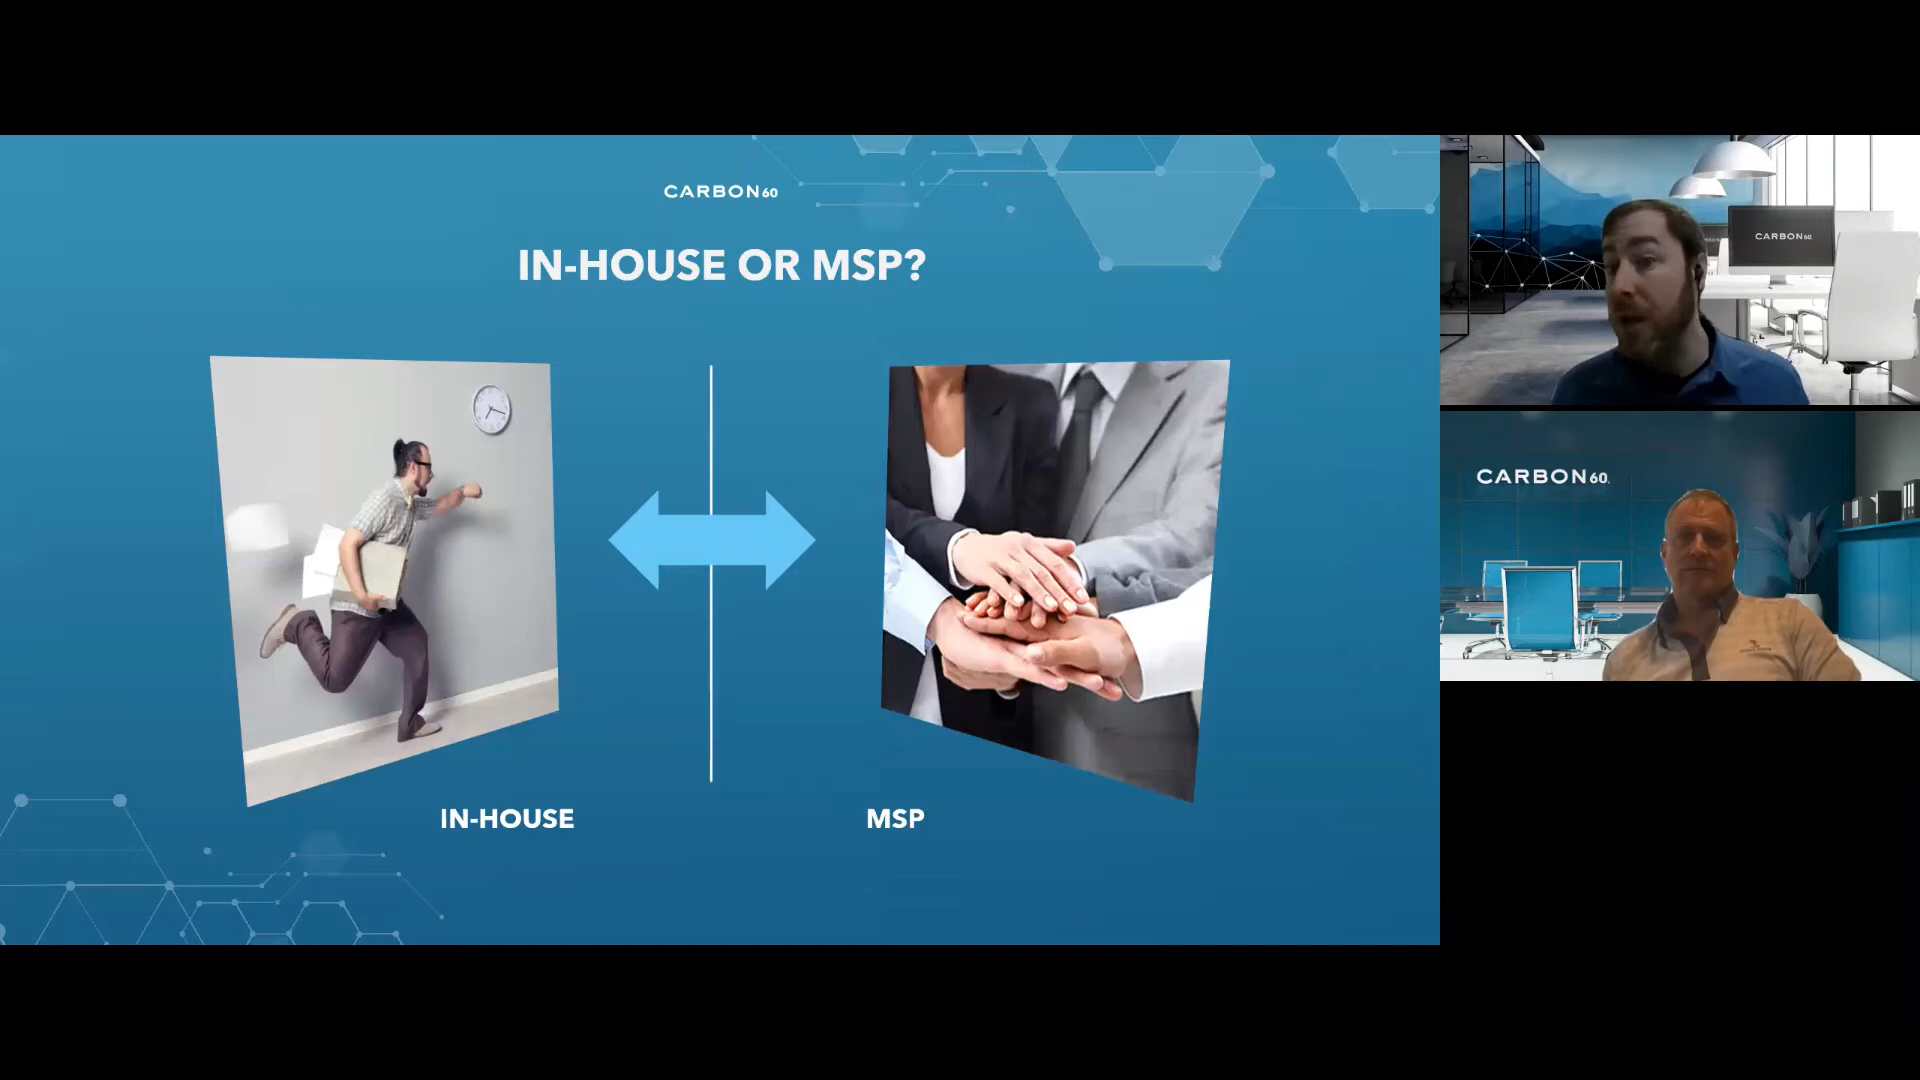 CARBON60
IN-HOUSE OR MSP?
IN-HOUSE
MSP
CARBON60
CARBON60